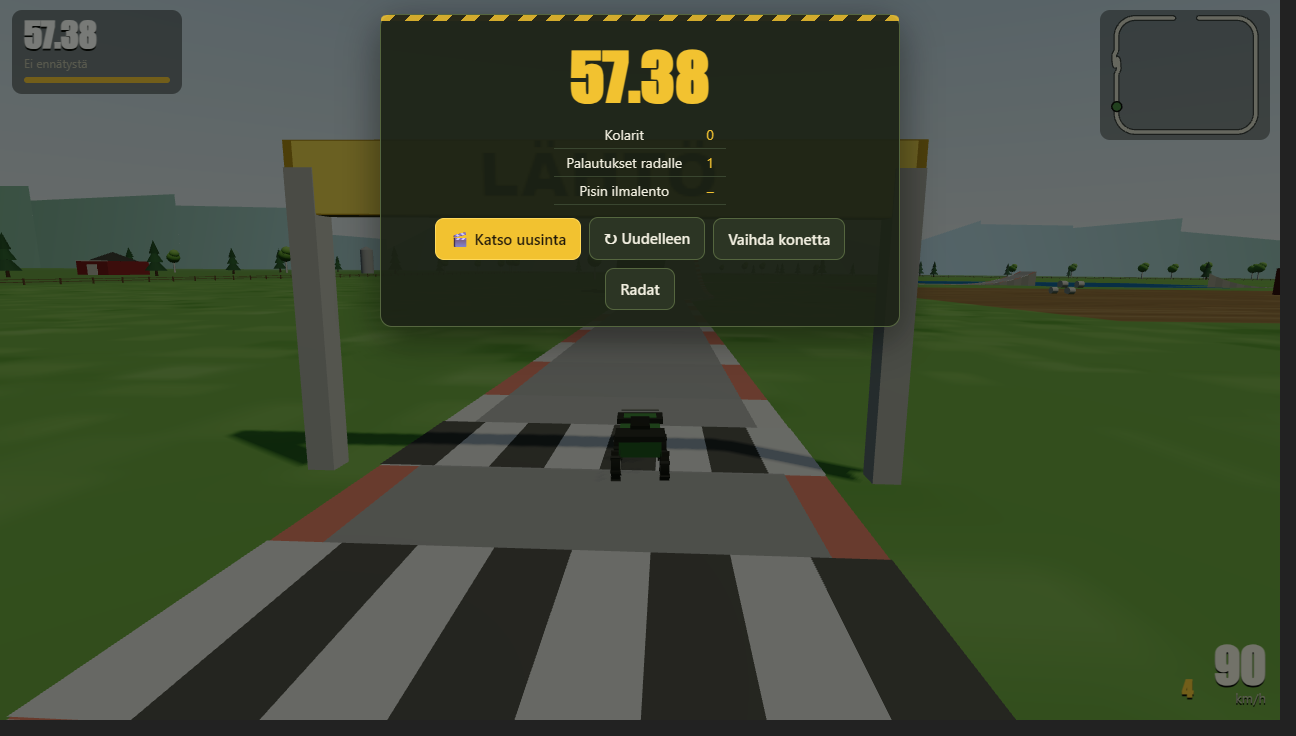 57.38
Ei ennätystä
57.38
Kolarit 0
Palautukset radalle 1
Pisin ilmalento –
Katso uusinta
↻ Uudelleen
Vaihda konetta
Radat
LÄHTÖ
4
90
km/h